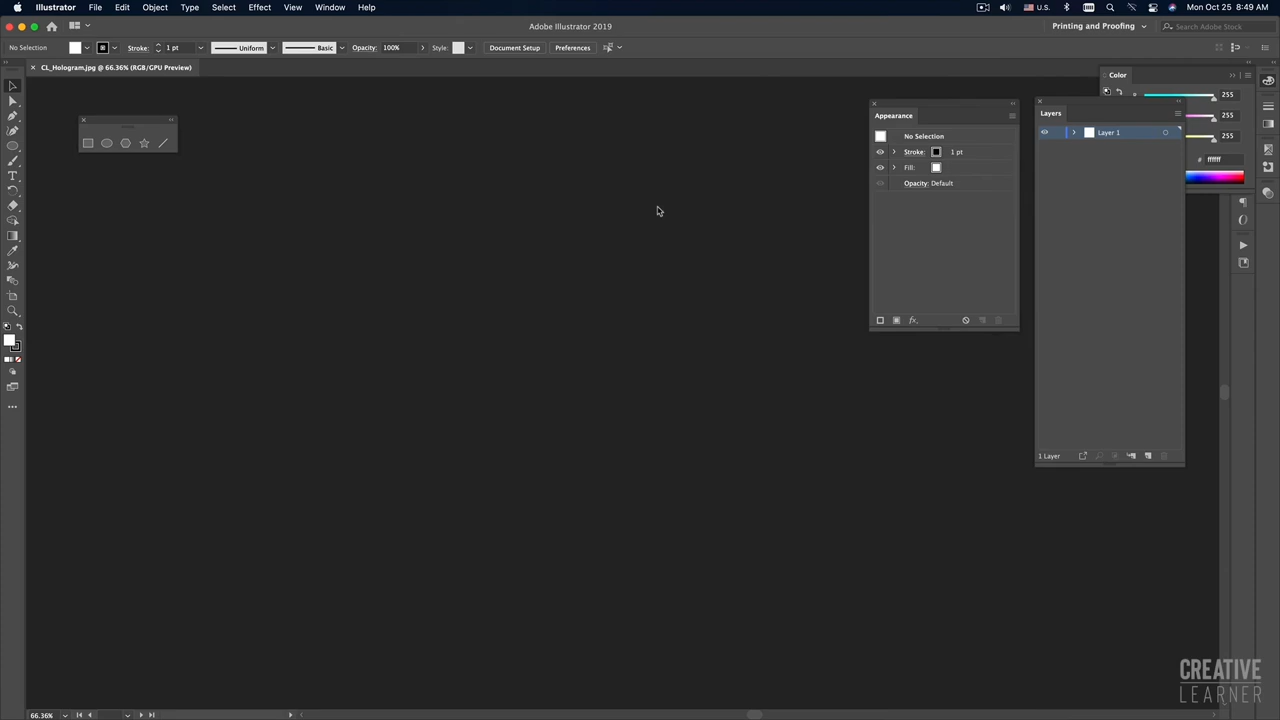 Illustrator File Edit Object Type Select Effect View Window Help U.S. Mon Oct 25 8:49 AM
Adobe Illustrator 2019 Printing and Proofing Search Adobe Stock
No Selection Stroke: 1 pt Uniform Basic Opacity: 100% Style: Document Setup Preferences
CL_Hologram.jpg @ 66.36% (RGB/GPU Preview)
Color
255
255
255
# ffffff
Appearance
No Selection
Stroke: 1 pt
Fill:
Opacity: Default
fx.
Layers
Layer 1
1 Layer
66.36%
CREATIVE
LEARNER